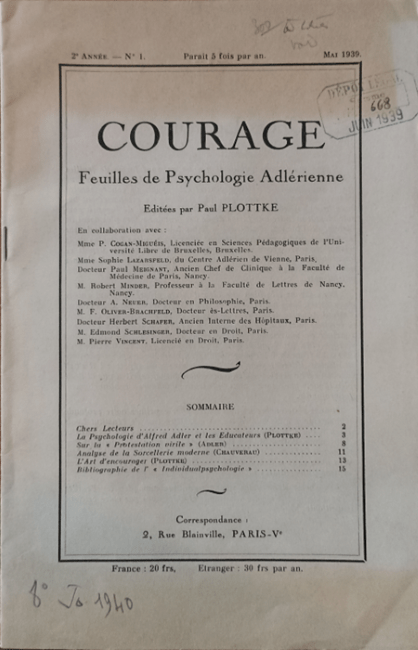 2e ANNÉE. — N° 1. Paraît 5 fois par an. MAI 1939.
DÉPÔT LÉGAL
668
JUIN 1939
COURAGE
Feuilles de Psychologie Adlérienne
Editées par Paul PLOTTKE
En collaboration avec :
Mme P. COGAN-MIGUÉIS, Licenciée en Sciences Pédagogiques de l'Uni-
versité Libre de Bruxelles, Bruxelles.
Mme Sophie LAZARSFELD, du Centre Adlérien de Vienne, Paris.
Docteur Paul MEIGNANT, Ancien Chef de Clinique à la Faculté de
Médecine de Paris, Nancy.
M. Robert MINDER, Professeur à la Faculté de Lettres de Nancy,
Nancy.
Docteur A. NEUER, Docteur en Philosophie, Paris.
M. F. OLIVER-BRACHFELD, Docteur ès-Lettres, Paris.
Docteur Herbert SCHAFER, Ancien Interne des Hôpitaux, Paris.
M. Edmond SCHLESINGER, Docteur en Droit, Paris.
M. Pierre VINCENT, Licencié en Droit, Paris.
SOMMAIRE
Chers Lecteurs ........ 2
La Psychologie d'Alfred Adler et les Educateurs (PLOTTKE) .... 3
Sur la « Protestation virile » (ADLER) ........ 8
Analyse de la Sorcellerie moderne (CHAUVEAU) ........ 11
L'Art d'encourager (PLOTTKE) ........ 13
Bibliographie de l' « Individualpsychologie » ........ 15
Correspondance :
2, Rue Blainville, PARIS-Ve
France : 20 frs, Etranger : 30 frs par an.
1940